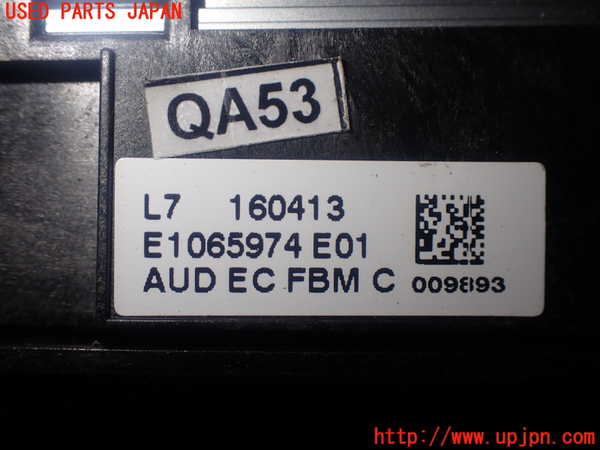 USED PARTS JAPAN
QA53
L7 160413
E1065974 E01
AUD EC FBM C 009893
http://www.upjpn.com/